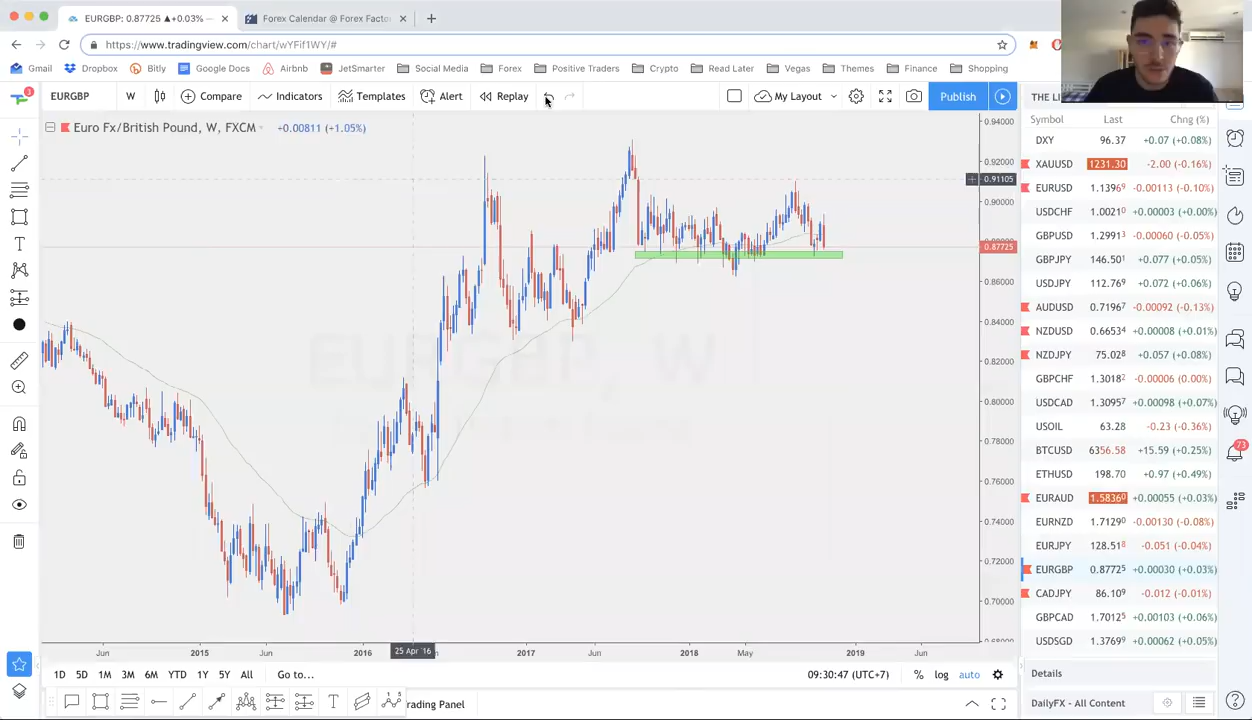 EURGBP: 0.87725 ▲+0.03% —
Forex Calendar @ Forex Facto
https://www.tradingview.com/chart/wYFif1WY/#
Gmail Dropbox Bitly Google Docs Airbnb JetSmarter Social Media Forex Positive Traders Crypto Read Later Vegas Themes Finance Shopping
3
EURGBP W Compare Indicators Templates Alert Replay My Layout Publish THE LI
Euro Fx/British Pound, W, FXCM +0.00811 (+1.05%)
EURGBP, W
0.94000
0.92000
0.91105
0.90000
0.87725
0.86000
0.84000
0.82000
0.80000
0.78000
0.76000
0.74000
0.72000
0.70000
Symbol Last Chng (%)
DXY 96.37 +0.07 (+0.08%)
XAUUSD 1231.30 -2.00 (-0.16%)
EURUSD 1.13969 -0.00113 (-0.10%)
USDCHF 1.00210 +0.00003 (+0.00%)
GBPUSD 1.29913 -0.00060 (-0.05%)
GBPJPY 146.501 +0.077 (+0.05%)
USDJPY 112.769 +0.072 (+0.06%)
AUDUSD 0.71967 -0.00092 (-0.13%)
NZDUSD 0.66534 +0.00008 (+0.01%)
NZDJPY 75.028 +0.057 (+0.08%)
GBPCHF 1.30182 -0.00006 (0.00%)
USDCAD 1.30957 +0.00098 (+0.07%)
USOIL 63.28 -0.23 (-0.36%)
BTCUSD 6356.58 +15.59 (+0.25%)
ETHUSD 198.70 +0.97 (+0.49%)
EURAUD 1.58360 +0.00055 (+0.03%)
EURNZD 1.71290 -0.00130 (-0.08%)
EURJPY 128.518 -0.051 (-0.04%)
EURGBP 0.87725 +0.00030 (+0.03%)
CADJPY 86.109 -0.012 (-0.01%)
GBPCAD 1.70125 +0.00103 (+0.06%)
USDSGD 1.37699 +0.00062 (+0.05%)
73
Jun 2015 Jun 2016 25 Apr '16 2017 Jun 2018 May 2019 Jun
1D 5D 1M 3M 6M YTD 1Y 5Y All Go to... 09:30:47 (UTC+7) % log auto
Details
rading Panel
DailyFX - All Content